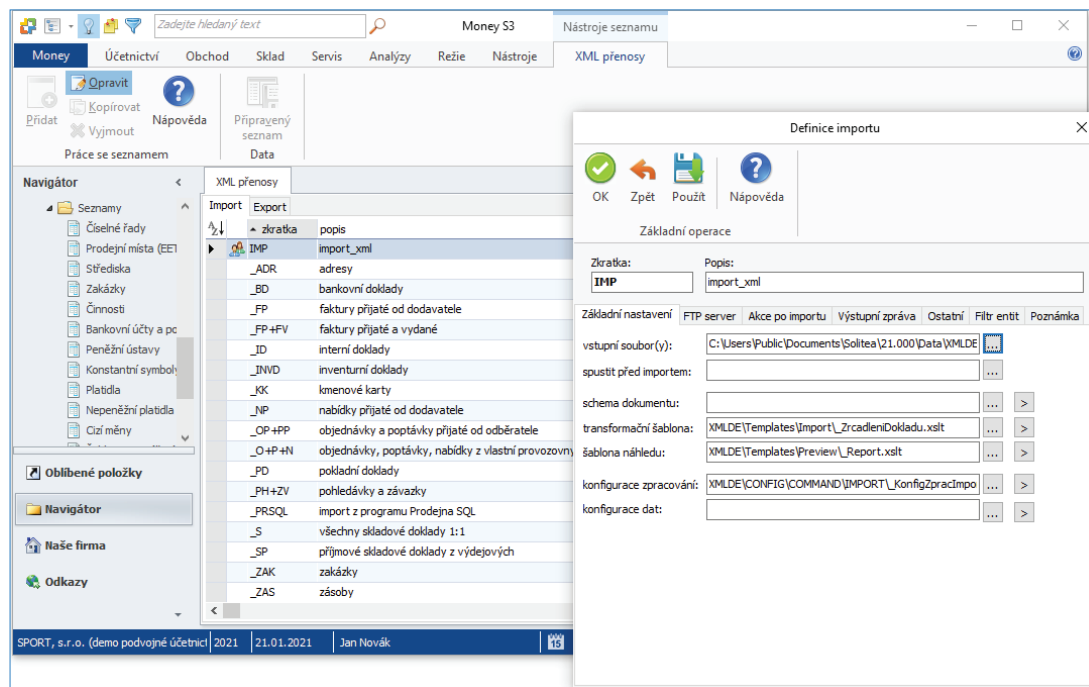 Zadejte hledaný text
Money S3
Nástroje seznamu
Money
Účetnictví
Obchod
Sklad
Servis
Analýzy
Režie
Nástroje
XML přenosy
Přidat
Opravit
Kopírovat
Vyjmout
Nápověda
Práce se seznamem
Připravený
seznam
Data
Navigátor
Seznamy
Číselné řady
Prodejní místa (EET
Střediska
Zakázky
Činnosti
Bankovní účty a po
Peněžní ústavy
Konstantní symboly
Platidla
Nepeněžní platidla
Cizí měny
Oblíbené položky
Navigátor
Naše firma
Odkazy
XML přenosy
Import Export
zkratka popis
IMP import_xml
_ADR adresy
_BD bankovní doklady
_FP faktury přijaté od dodavatele
_FP+FV faktury přijaté a vydané
_ID interní doklady
_INVD inventurní doklady
_KK kmenové karty
_NP nabídky přijaté od dodavatele
_OP+PP objednávky a poptávky přijaté od odběratele
_O+P+N objednávky, poptávky, nabídky z vlastní provozovny
_PD pokladní doklady
_PH+ZV pohledávky a závazky
_PRSQL import z programu Prodejna SQL
_S všechny skladové doklady 1:1
_SP příjmové skladové doklady z výdejových
_ZAK zakázky
_ZAS zásoby
SPORT, s.r.o. (demo podvojné účetnict 2021 21.01.2021 Jan Novák 15
Definice importu
OK Zpět Použít Nápověda
Základní operace
Zkratka: Popis:
IMP import_xml
Základní nastavení FTP server Akce po importu Výstupní zpráva Ostatní Filtr entit Poznámka
vstupní soubor(y): C:\Users\Public\Documents\Solitea\21.000\Data\XMLDE ...
spustit před importem: ...
schema dokumentu: ... >
transformační šablona: XMLDE\Templates\Import\_ZrcadleniDokladu.xslt ... >
šablona náhledu: XMLDE\Templates\Preview\_Report.xslt ... >
konfigurace zpracování: XMLDE\CONFIG\COMMAND\IMPORT\_KonfigZpracImpo ... >
konfigurace dat: ... >